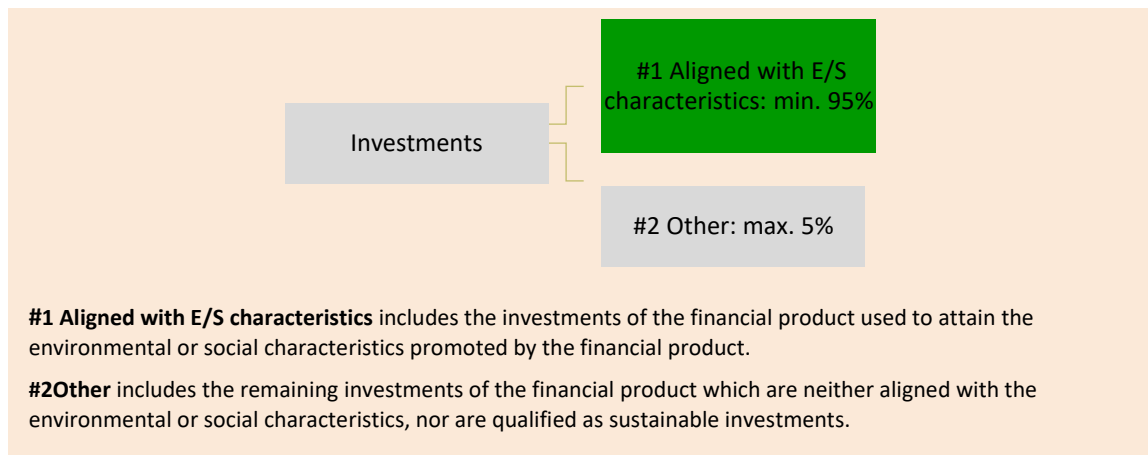 #1 Aligned with E/S
characteristics: min. 95%
Investments
#2 Other: max. 5%
#1 Aligned with E/S characteristics includes the investments of the financial product used to attain the
environmental or social characteristics promoted by the financial product.
#2Other includes the remaining investments of the financial product which are neither aligned with the
environmental or social characteristics, nor are qualified as sustainable investments.